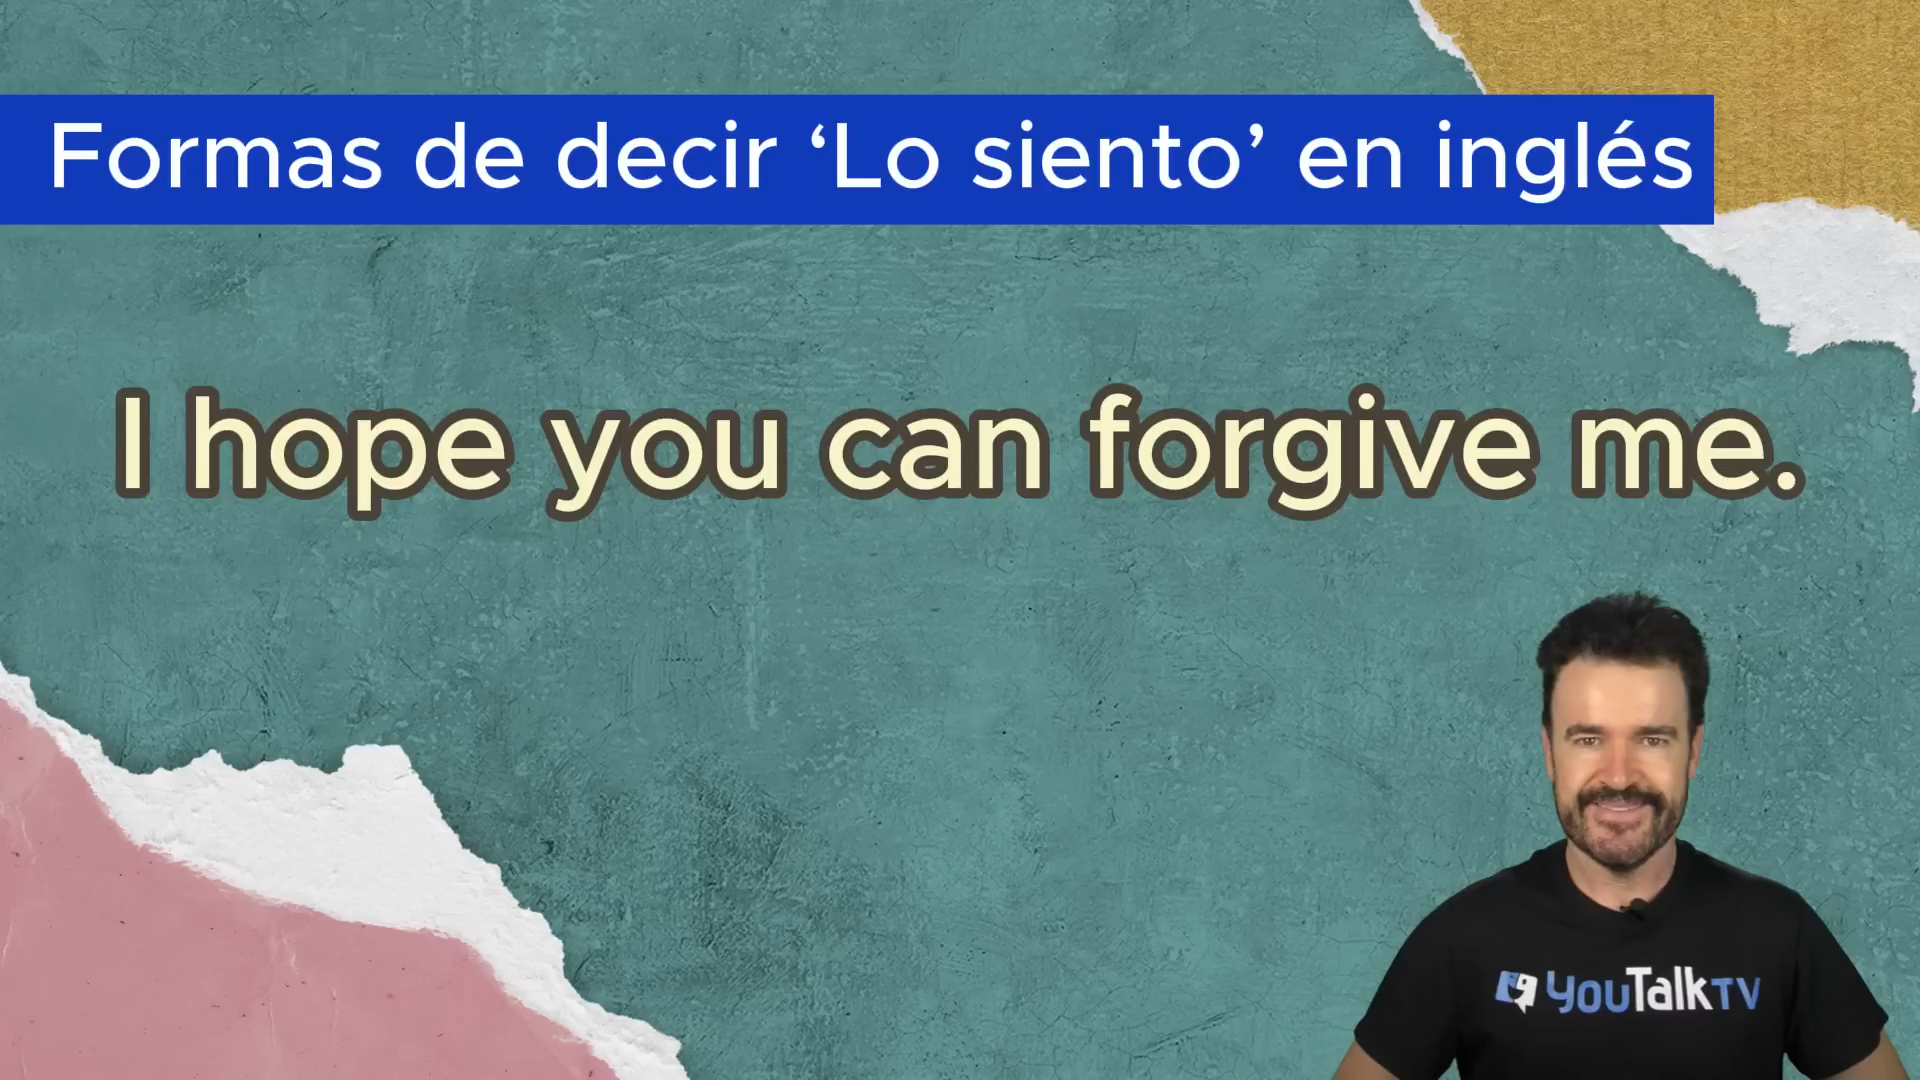 Formas de decir ‘Lo siento’ en inglés
I hope you can forgive me.
YouTalkTV